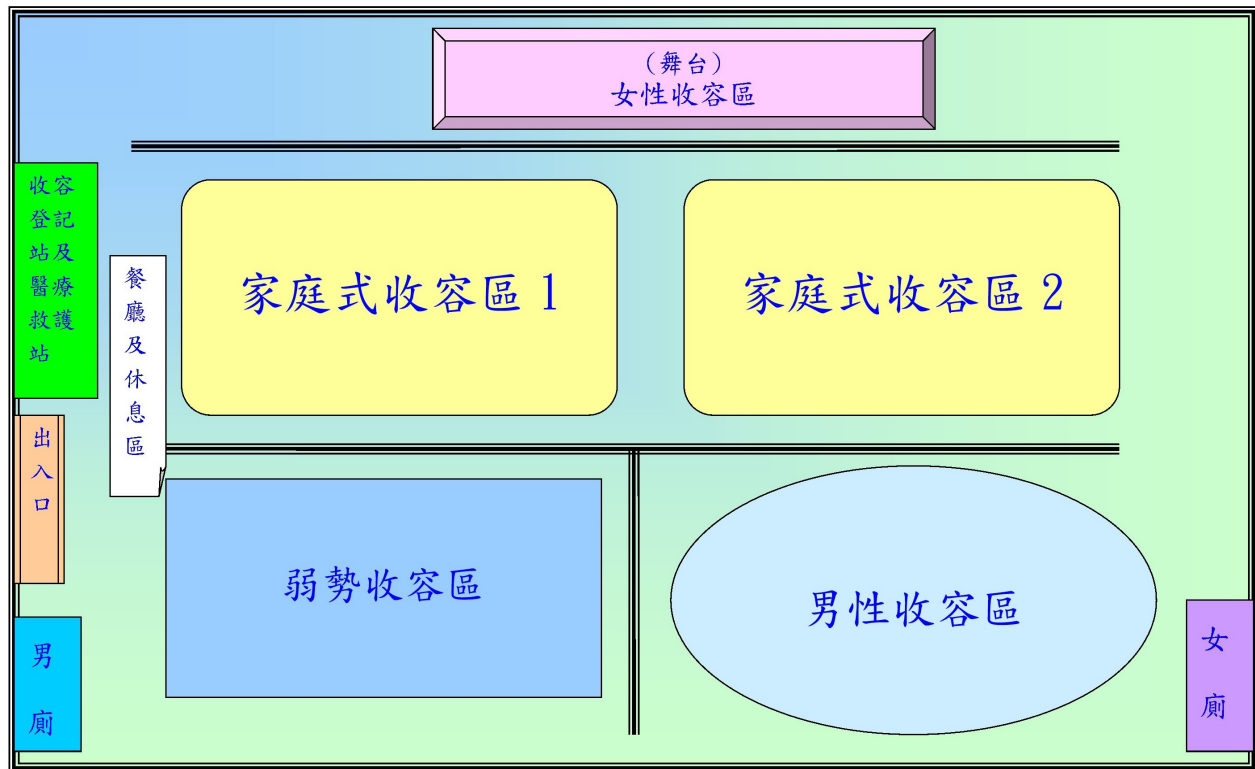 （舞台）
女性收容區
收容
登記
站及
醫療
救護
站
餐廳及休息區
家庭式收容區 1
家庭式收容區 2
出入口
弱勢收容區
男性收容區
男廁
女廁